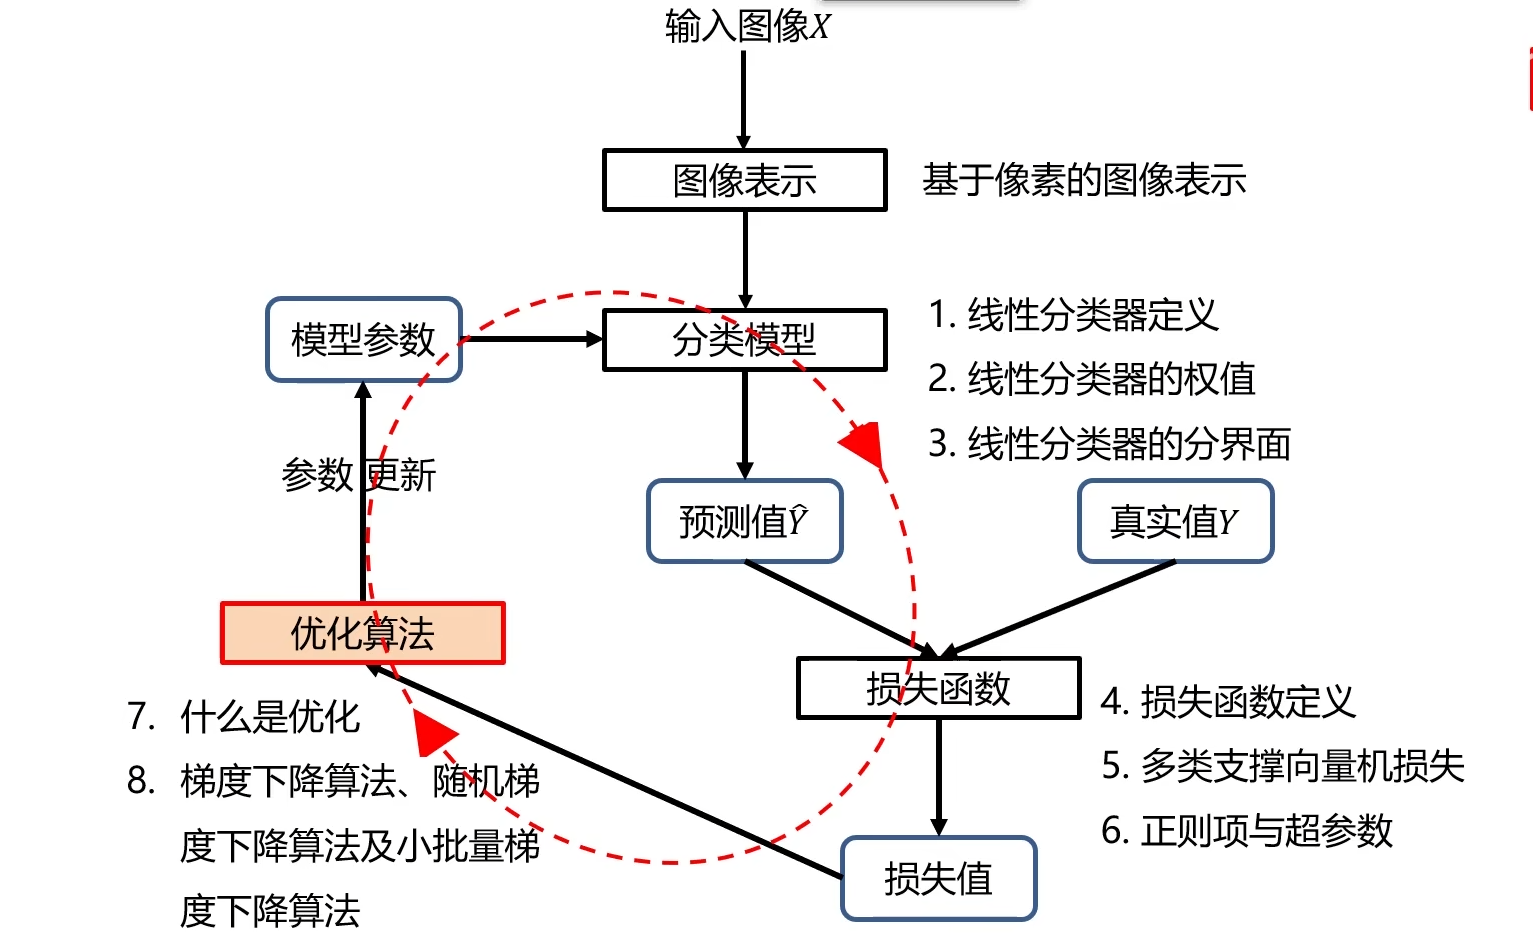 输入图像X
图像表示
基于像素的图像表示
模型参数
分类模型
1. 线性分类器定义
2. 线性分类器的权值
3. 线性分类器的分界面
参数 更新
预测值Ŷ
真实值Y
优化算法
损失函数
4. 损失函数定义
5. 多类支撑向量机损失
6. 正则项与超参数
7. 什么是优化
8. 梯度下降算法、随机梯
度下降算法及小批量梯
度下降算法
损失值